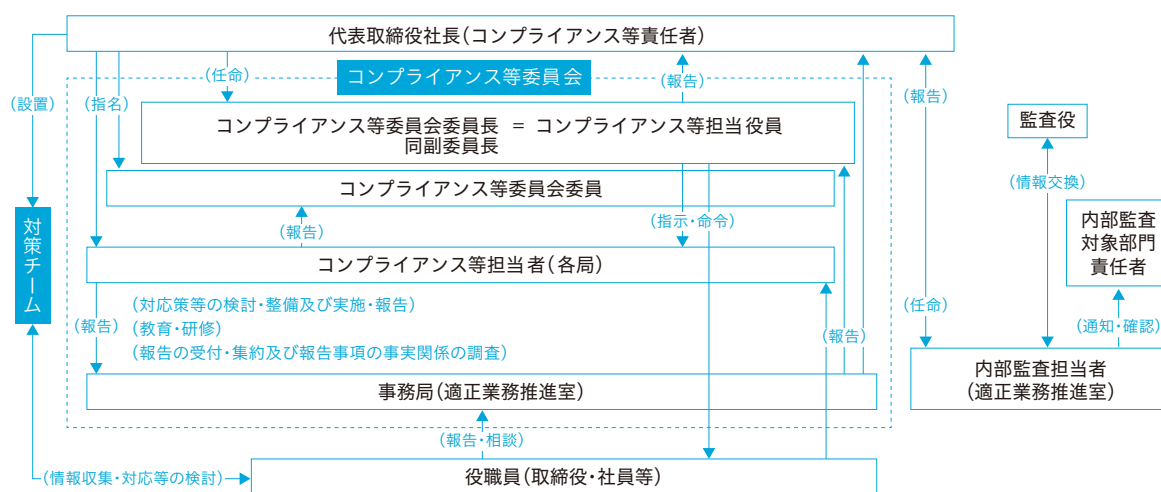 代表取締役社長(コンプライアンス等責任者)
(任命)
コンプライアンス等委員会
(報告)
(設置)
(指名)
(報告)
コンプライアンス等委員会委員長 = コンプライアンス等担当役員
同副委員長
監査役
コンプライアンス等委員会委員
(情報交換)
(報告)
(指示・命令)
対策チーム
内部監査
対象部門
責任者
コンプライアンス等担当者(各局)
(対応策等の検討・整備及び実施・報告)
(報告)
(教育・研修)
(報告の受付・集約及び報告事項の事実関係の調査)
(報告)
(任命)
(通知・確認)
事務局(適正業務推進室)
内部監査担当者
(適正業務推進室)
(報告・相談)
(情報収集・対応等の検討)
役職員(取締役・社員等)